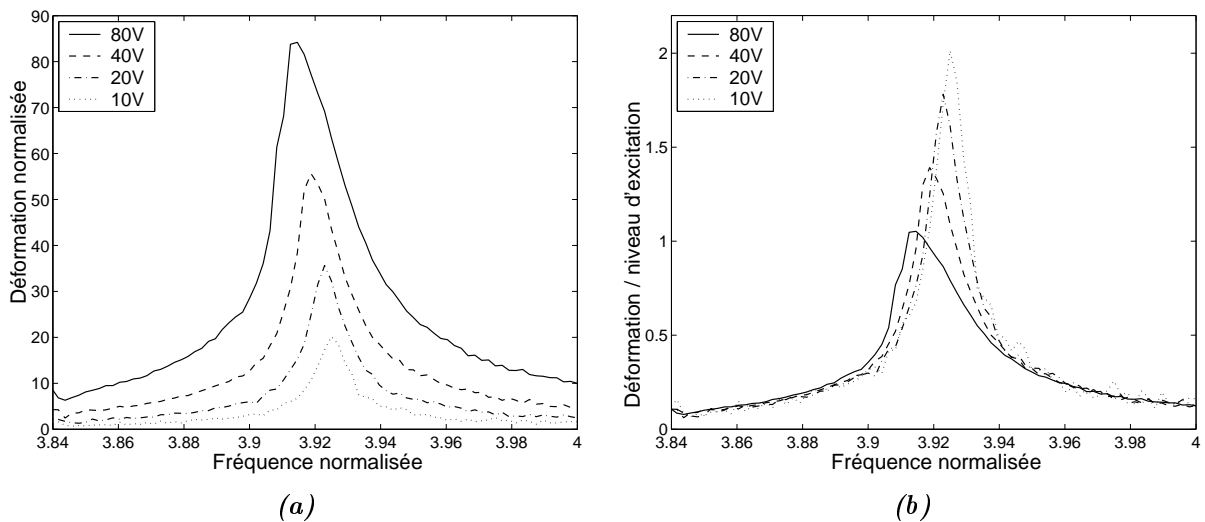 90
80
70
60
50
40
30
20
10
0
3.84 3.86 3.88 3.9 3.92 3.94 3.96 3.98 4
80V
40V
20V
10V
Déformation normalisée
Fréquence normalisée
(a)
2
1.5
1
0.5
0
3.84 3.86 3.88 3.9 3.92 3.94 3.96 3.98 4
80V
40V
20V
10V
Déformation / niveau d'excitation
Fréquence normalisée
(b)